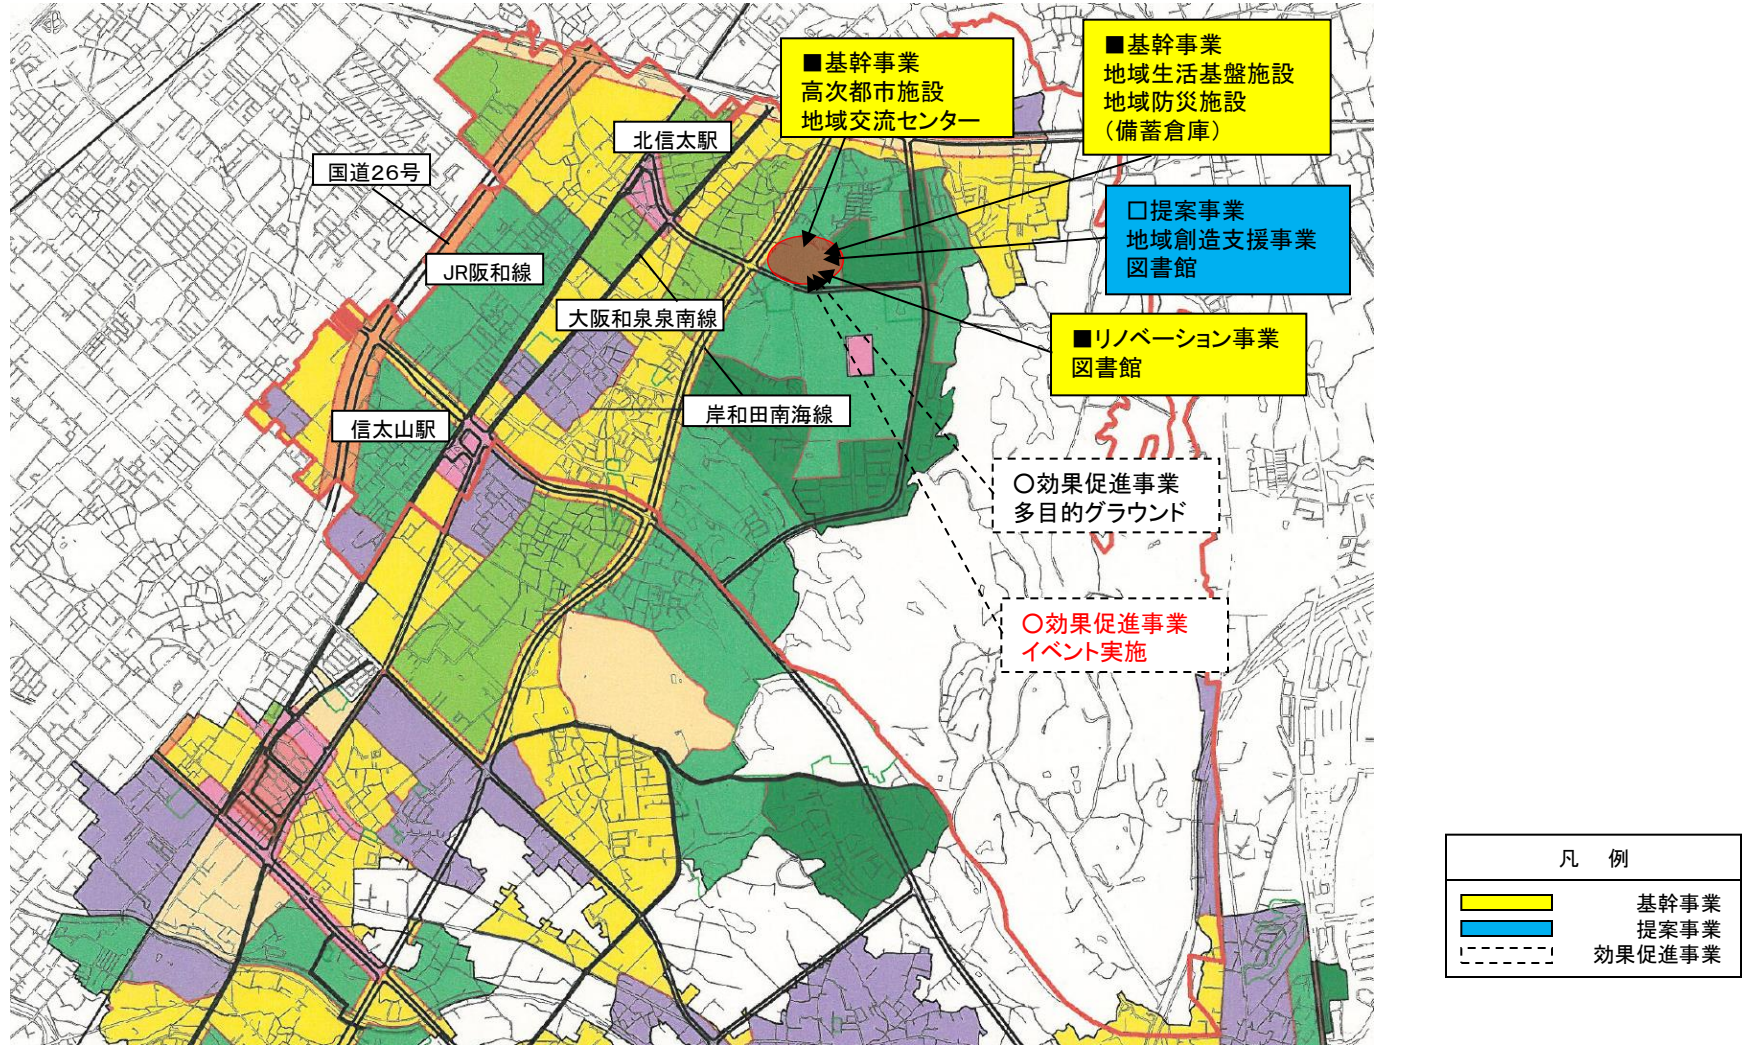 ■基幹事業
高次都市施設
地域交流センター
■基幹事業
地域生活基盤施設
地域防災施設
(備蓄倉庫)
北信太駅
国道26号
□提案事業
地域創造支援事業
図書館
JR阪和線
大阪和泉泉南線
■リノベーション事業
図書館
岸和田南海線
信太山駅
○効果促進事業
多目的グラウンド
○効果促進事業
イベント実施
凡 例
基幹事業
提案事業
効果促進事業